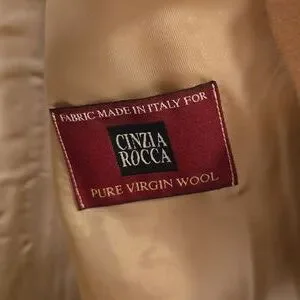 FABRIC MADE IN ITALY FOR
CINZIA
ROCCA
PURE VIRGIN WOOL